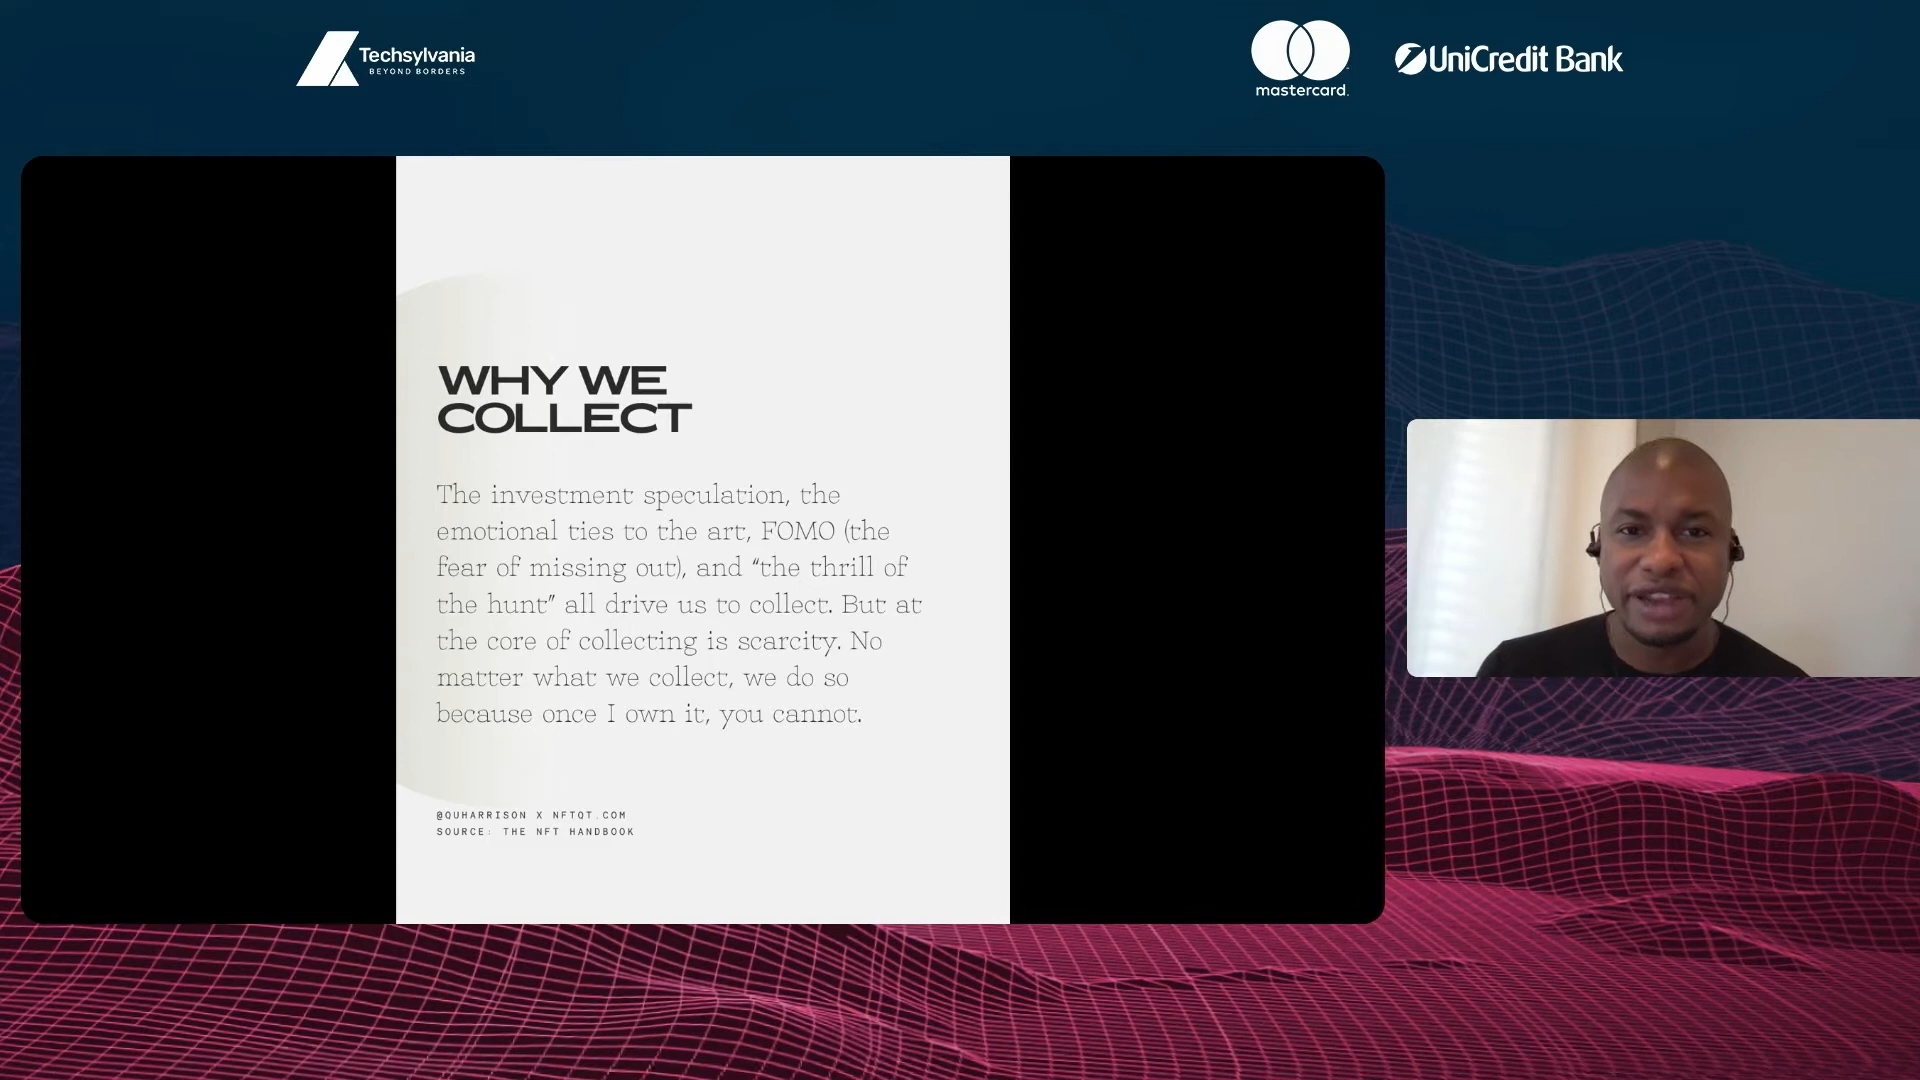 Techsylvania
BEYOND BORDERS
mastercard.
UniCredit Bank
WHY WE
COLLECT
The investment speculation, the
emotional ties to the art, FOMO (the
fear of missing out), and “the thrill of
the hunt” all drive us to collect. But at
the core of collecting is scarcity. No
matter what we collect, we do so
because once I own it, you cannot.
@QUHARRISON X NFTQT.COM
SOURCE: THE NFT HANDBOOK